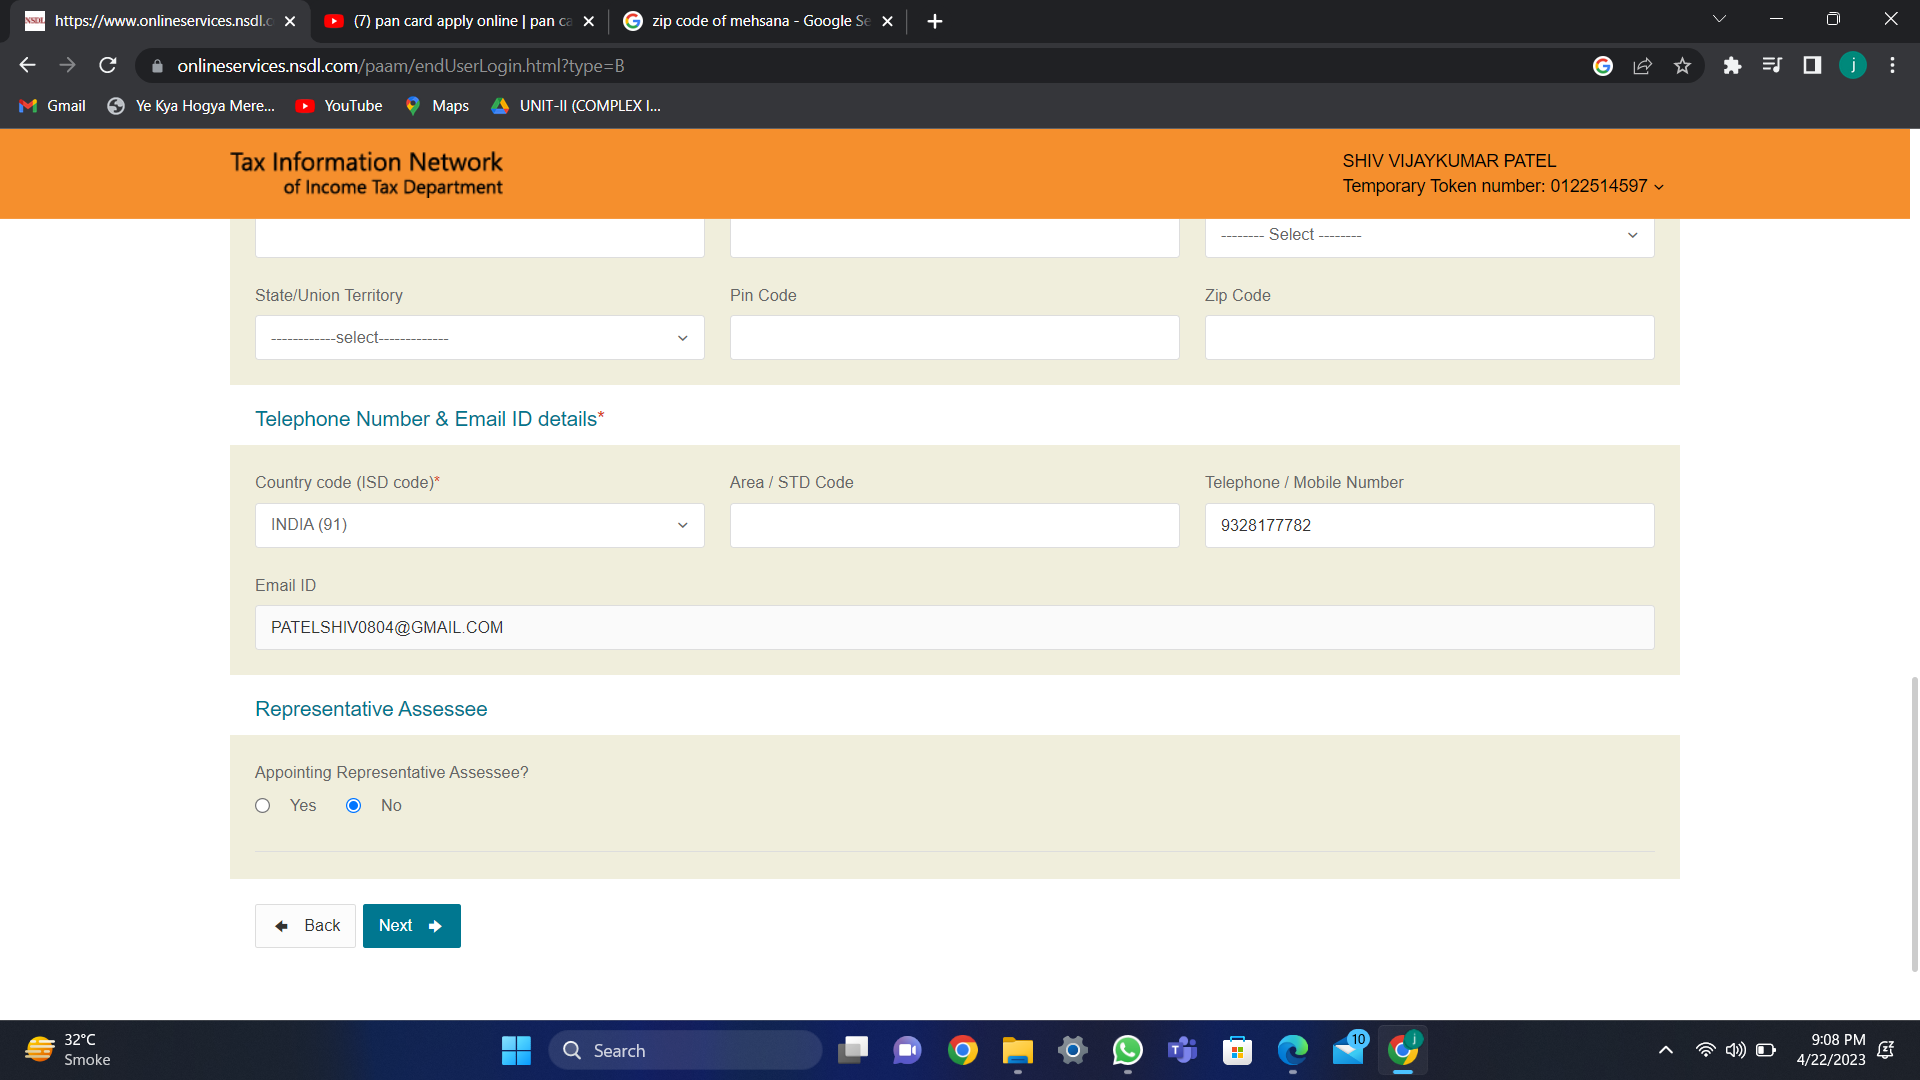 NSDL https://www.onlineservices.nsdl.c
(7) pan card apply online | pan ca
zip code of mehsana - Google Se
onlineservices.nsdl.com/paam/endUserLogin.html?type=B
j
Gmail
Ye Kya Hogya Mere...
YouTube
Maps
UNIT-II (COMPLEX I...
Tax Information Network
of Income Tax Department
SHIV VIJAYKUMAR PATEL
Temporary Token number: 0122514597
-------- Select --------
State/Union Territory
Pin Code
Zip Code
------------select-------------
Telephone Number & Email ID details*
Country code (ISD code)*
Area / STD Code
Telephone / Mobile Number
INDIA (91)
9328177782
Email ID
PATELSHIV0804@GMAIL.COM
Representative Assessee
Appointing Representative Assessee?
Yes No
Back Next
32°C
Smoke
Search
10
j
9:08 PM
4/22/2023